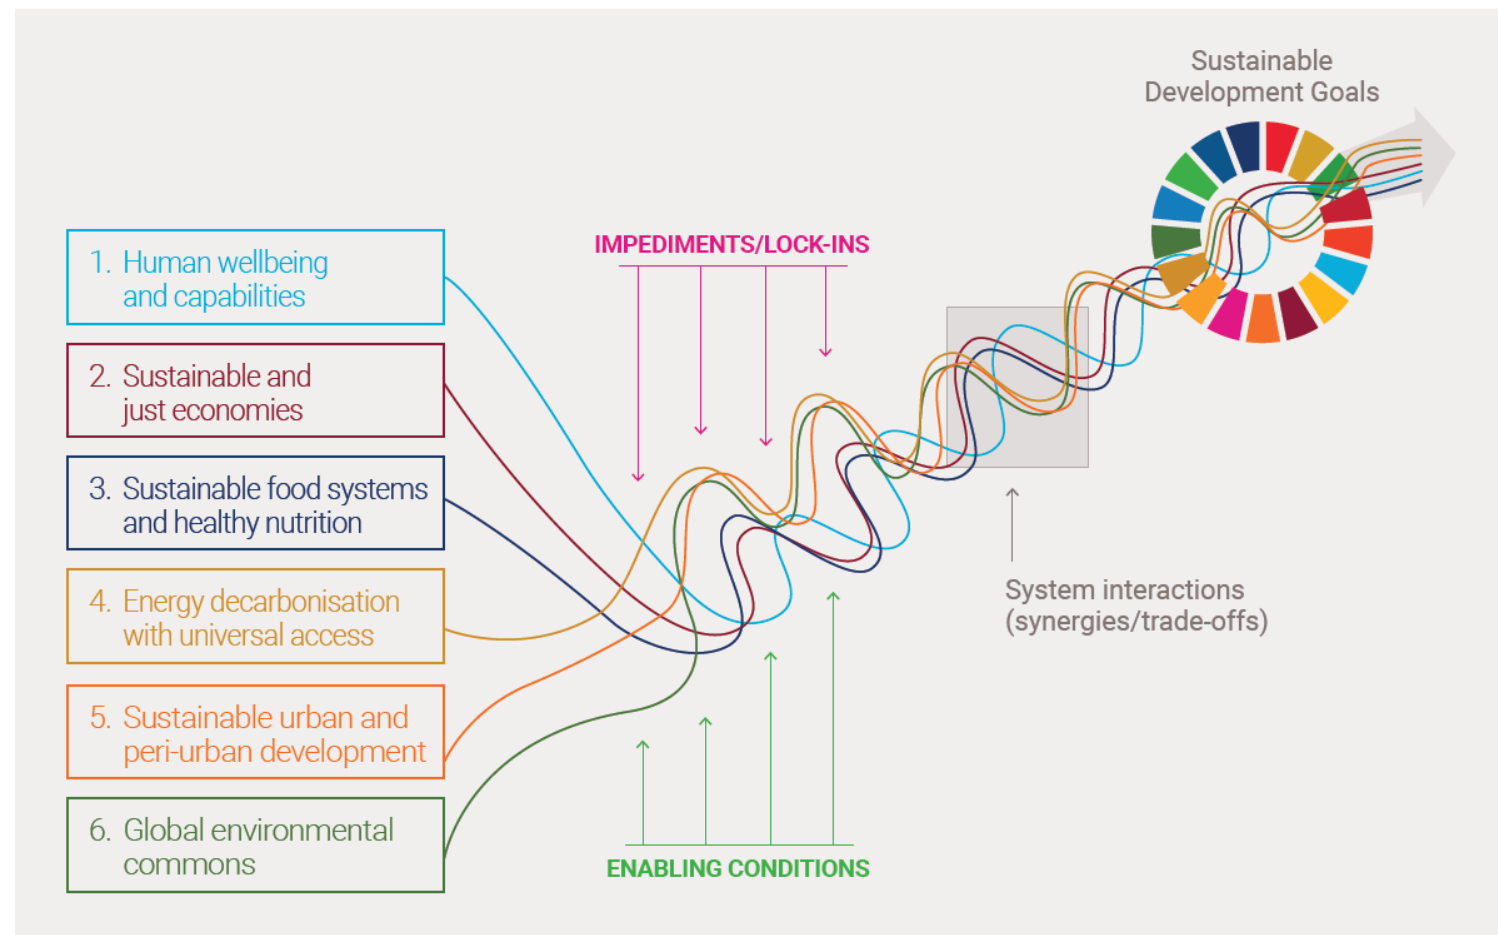 Sustainable
Development Goals
1. Human wellbeing
and capabilities
IMPEDIMENTS/LOCK-INS
2. Sustainable and
just economies
3. Sustainable food systems
and healthy nutrition
4. Energy decarbonisation
with universal access
System interactions
(synergies/trade-offs)
5. Sustainable urban and
peri-urban development
6. Global environmental
commons
ENABLING CONDITIONS